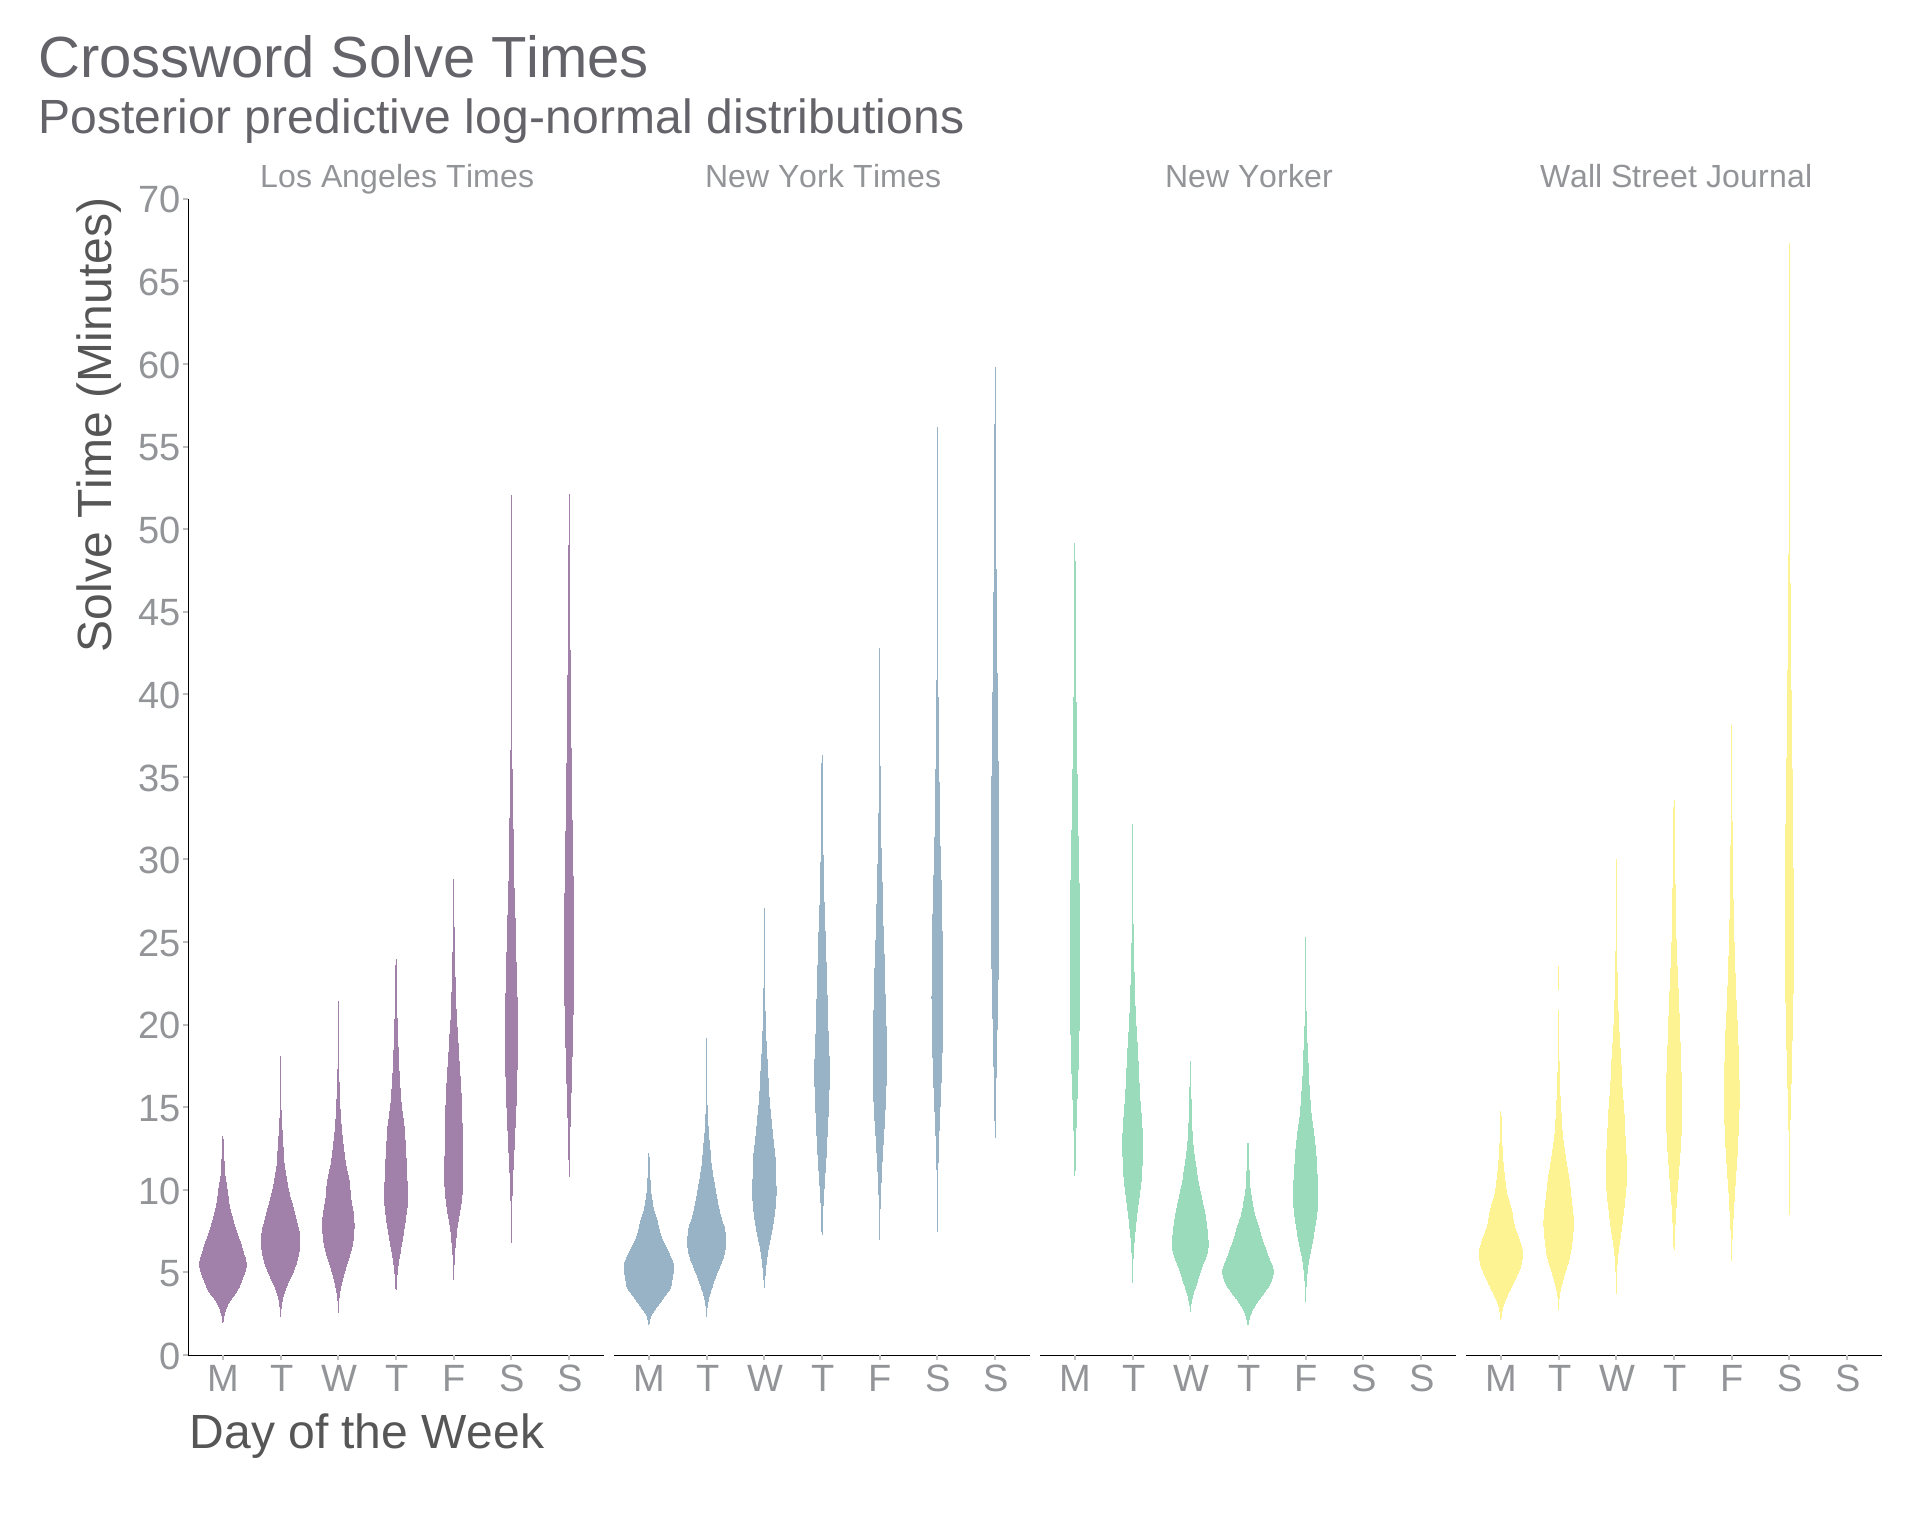 Crossword Solve Times
Posterior predictive log-normal distributions
Los Angeles Times New York Times New Yorker Wall Street Journal
Solve Time (Minutes)
70
65
60
55
50
45
40
35
30
25
20
15
10
5
0
M T W T F S S M T W T F S S M T W T F S S M T W T F S S
Day of the Week